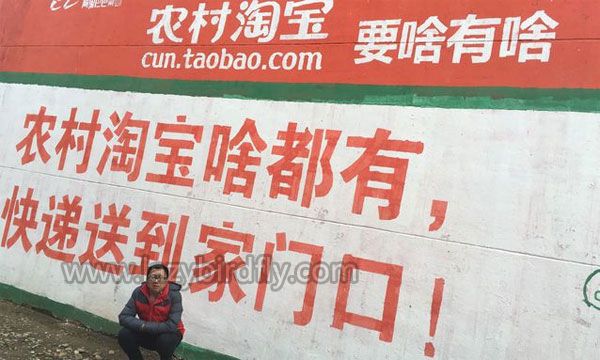 农村淘宝 要啥有啥
cun.taobao.com
农村淘宝啥都有，
快递送到家门口！
www.lazybirdfly.com